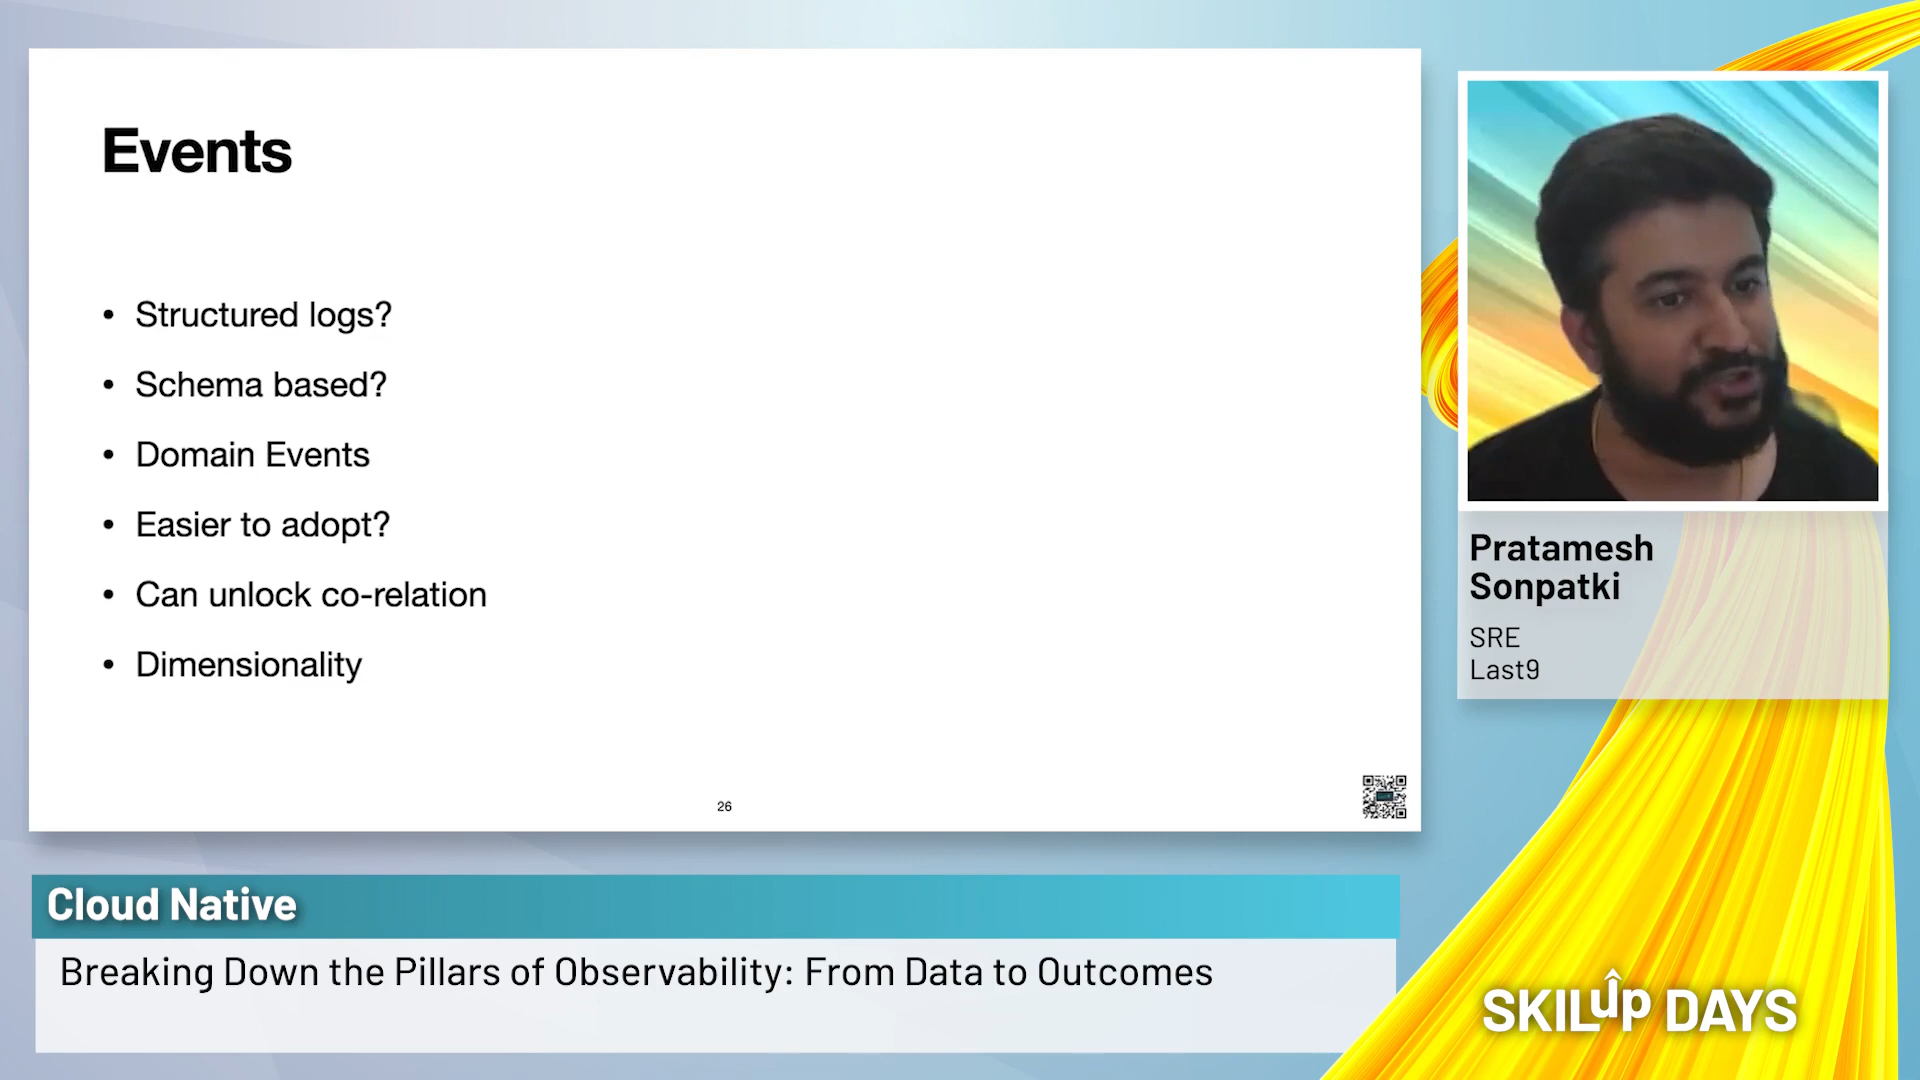 Events
• Structured logs?
• Schema based?
• Domain Events
• Easier to adopt?
• Can unlock co-relation
• Dimensionality
26
Pratamesh
Sonpatki
SRE
Last9
Cloud Native
Breaking Down the Pillars of Observability: From Data to Outcomes
SKILup DAYS